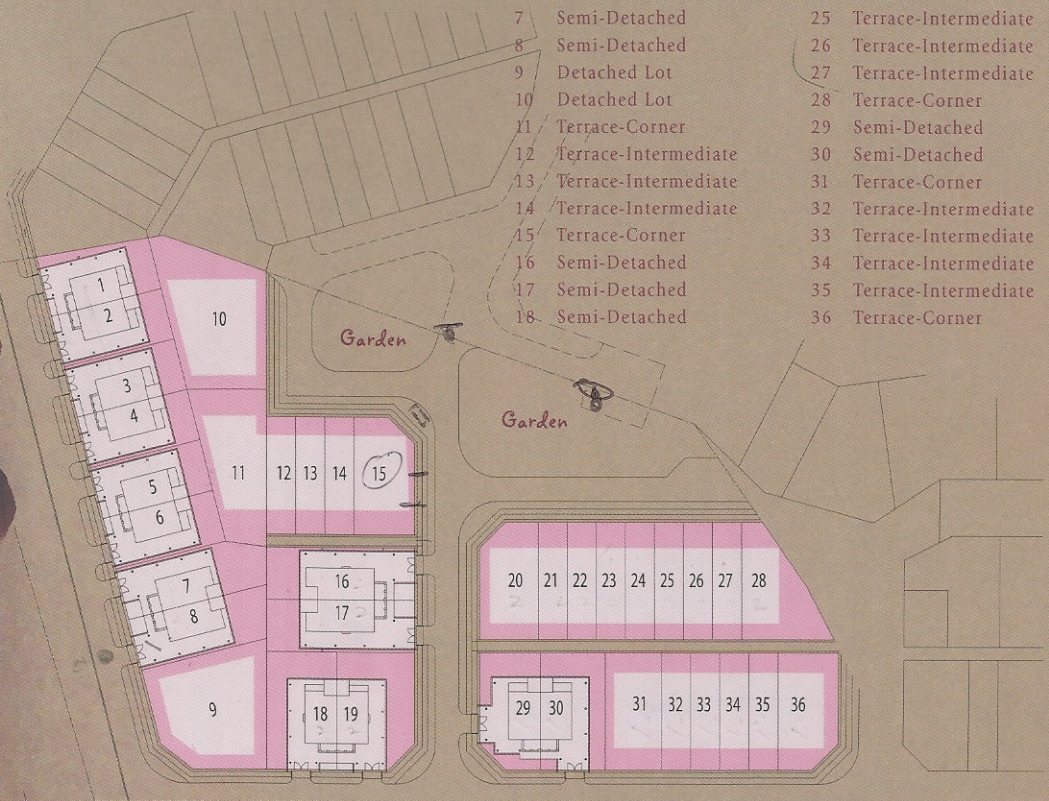 7 Semi-Detached
8 Semi-Detached
9 Detached Lot
10 Detached Lot
11 Terrace-Corner
12 Terrace-Intermediate
13 Terrace-Intermediate
14 Terrace-Intermediate
15 Terrace-Corner
16 Semi-Detached
17 Semi-Detached
18 Semi-Detached
25 Terrace-Intermediate
26 Terrace-Intermediate
27 Terrace-Intermediate
28 Terrace-Corner
29 Semi-Detached
30 Semi-Detached
31 Terrace-Corner
32 Terrace-Intermediate
33 Terrace-Intermediate
34 Terrace-Intermediate
35 Terrace-Intermediate
36 Terrace-Corner
Garden
Garden
1
2
3
4
5
6
7
8
9
10
11 12 13 14 15
16
17
18 19
20 21 22 23 24 25 26 27 28
29 30
31 32 33 34 35 36